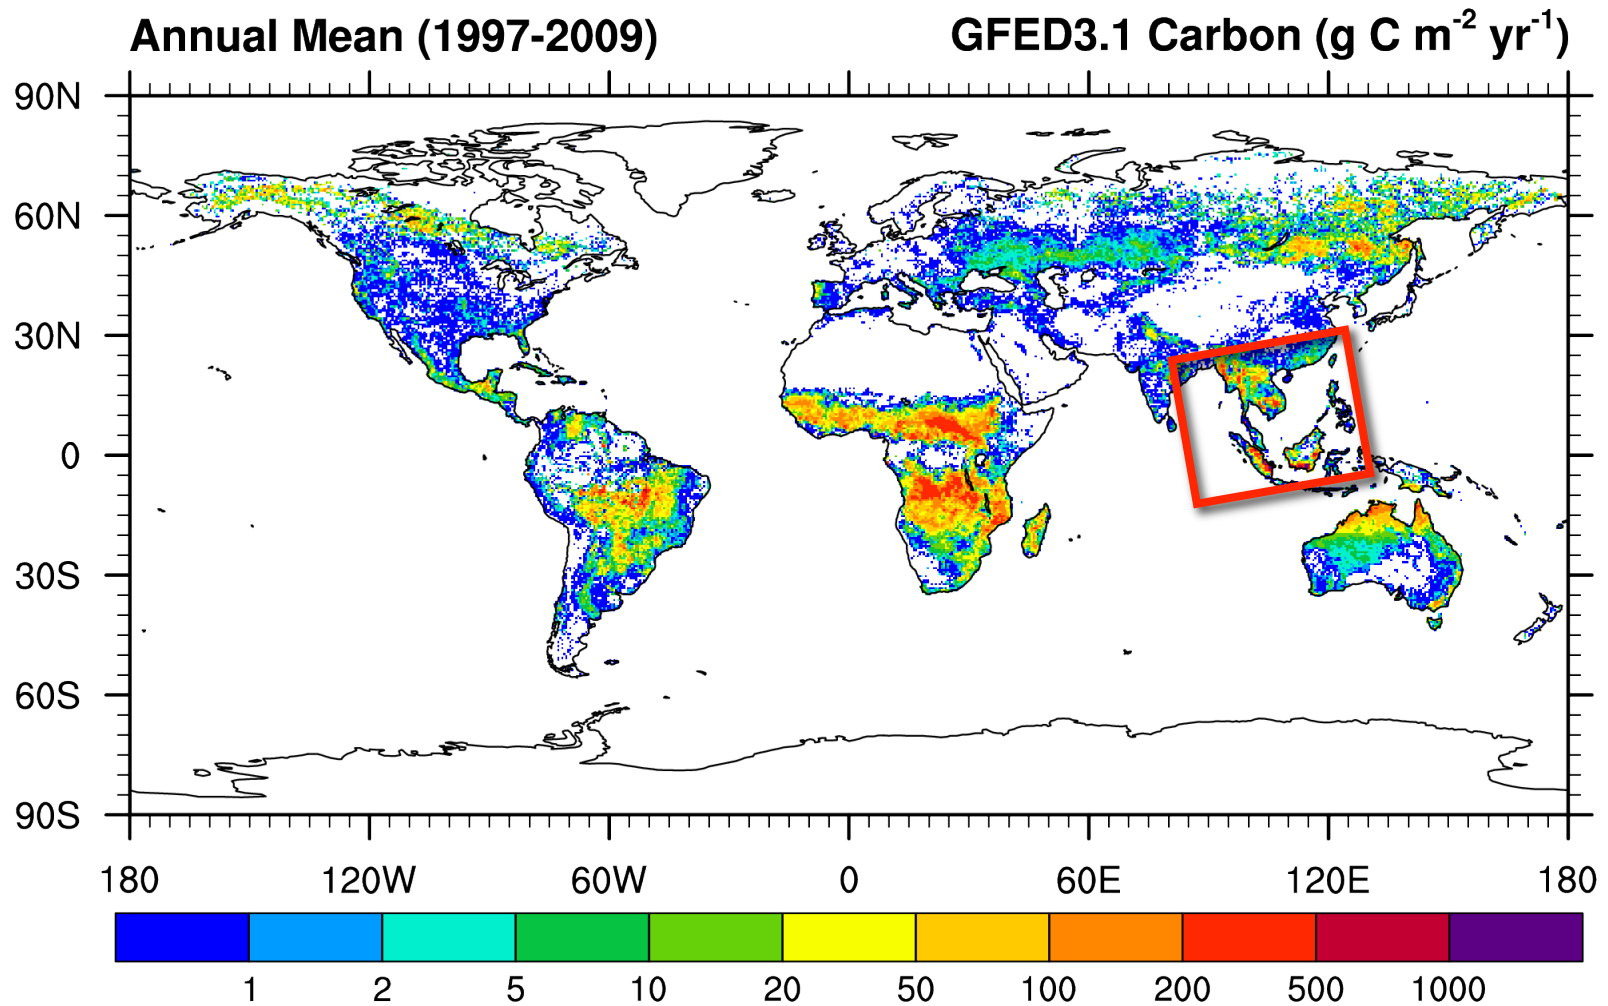 Annual Mean (1997-2009) GFED3.1 Carbon (g C m-2 yr-1)
90N
60N
30N
0
30S
60S
90S
180 120W 60W 0 60E 120E 180
1 2 5 10 20 50 100 200 500 1000